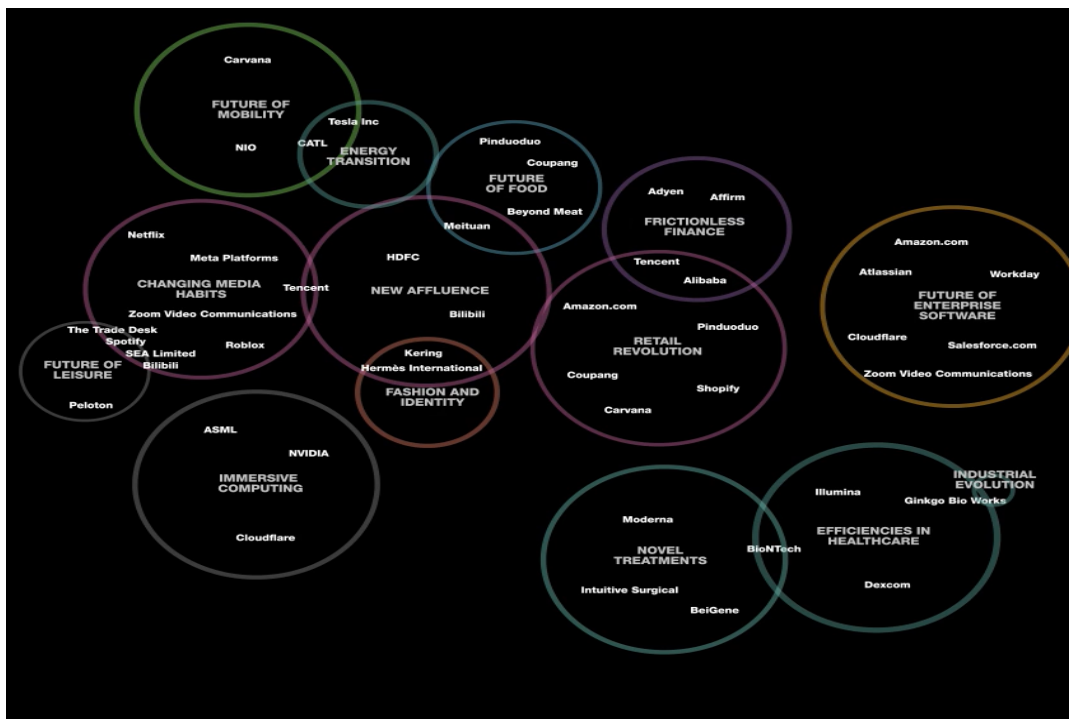 Carvana
FUTURE OF
MOBILITY
NIO
CATL
Tesla Inc
ENERGY
TRANSITION
Pinduoduo
Coupang
FUTURE
OF FOOD
Beyond Meat
Meituan
Adyen
Affirm
FRICTIONLESS
FINANCE
Tencent
Alibaba
Netflix
Meta Platforms
CHANGING MEDIA
HABITS
Tencent
Zoom Video Communications
The Trade Desk
Spotify
SEA Limited
Bilibili
Roblox
FUTURE OF
LEISURE
Peloton
HDFC
NEW AFFLUENCE
Bilibili
Kering
Hermès International
FASHION AND
IDENTITY
Amazon.com
Pinduoduo
RETAIL
REVOLUTION
Coupang
Shopify
Carvana
Amazon.com
Atlassian
Workday
FUTURE OF
ENTERPRISE
SOFTWARE
Cloudflare
Salesforce.com
Zoom Video Communications
ASML
NVIDIA
IMMERSIVE
COMPUTING
Cloudflare
Moderna
NOVEL
TREATMENTS
BioNTech
Intuitive Surgical
BeiGene
Illumina
INDUSTRIAL
EVOLUTION
Ginkgo Bio Works
EFFICIENCIES IN
HEALTHCARE
Dexcom